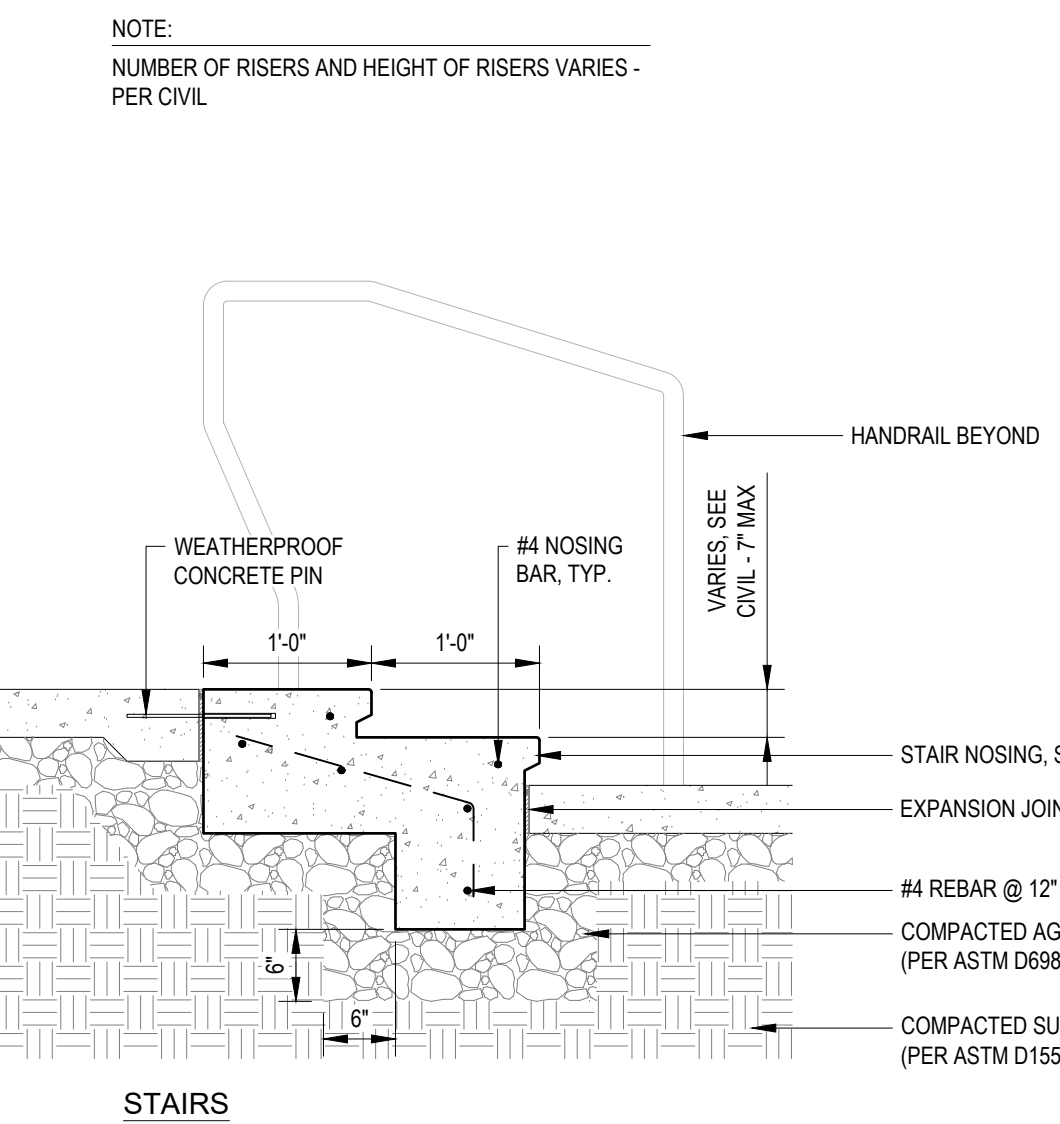 NOTE:
NUMBER OF RISERS AND HEIGHT OF RISERS VARIES -
PER CIVIL
HANDRAIL BEYOND
VARIES, SEE
CIVIL - 7" MAX
WEATHERPROOF
CONCRETE PIN
#4 NOSING
BAR, TYP.
1'-0"
1'-0"
STAIR NOSING, S
EXPANSION JOIN
#4 REBAR @ 12"
COMPACTED AG
(PER ASTM D698
6"
6"
COMPACTED SU
(PER ASTM D155
STAIRS